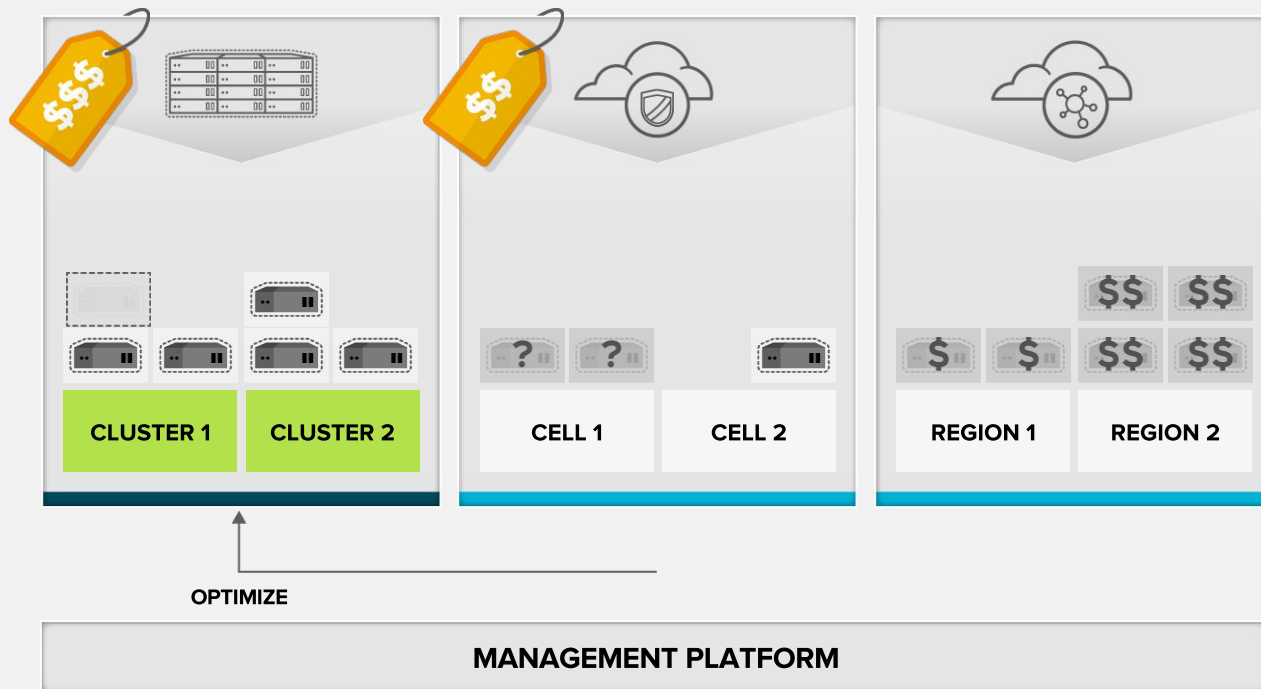 $$$
$$
$$ $$
? ? $ $ $$ $$
CLUSTER 1 CLUSTER 2 CELL 1 CELL 2 REGION 1 REGION 2
OPTIMIZE
MANAGEMENT PLATFORM